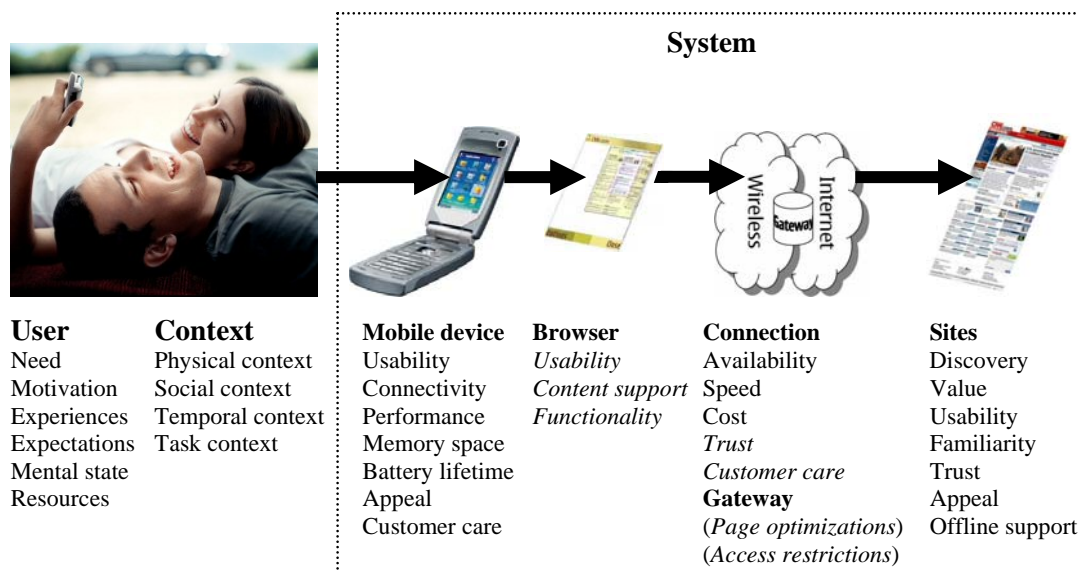 System
Wireless
Gateway
Internet
User
Need
Motivation
Experiences
Expectations
Mental state
Resources
Context
Physical context
Social context
Temporal context
Task context
Mobile device
Usability
Connectivity
Performance
Memory space
Battery lifetime
Appeal
Customer care
Browser
Usability
Content support
Functionality
Connection
Availability
Speed
Cost
Trust
Customer care
Gateway
(Page optimizations)
(Access restrictions)
Sites
Discovery
Value
Usability
Familiarity
Trust
Appeal
Offline support